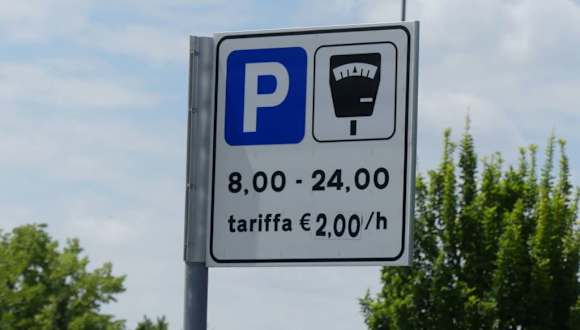 P
8,00 - 24,00
tariffa € 2,00/h